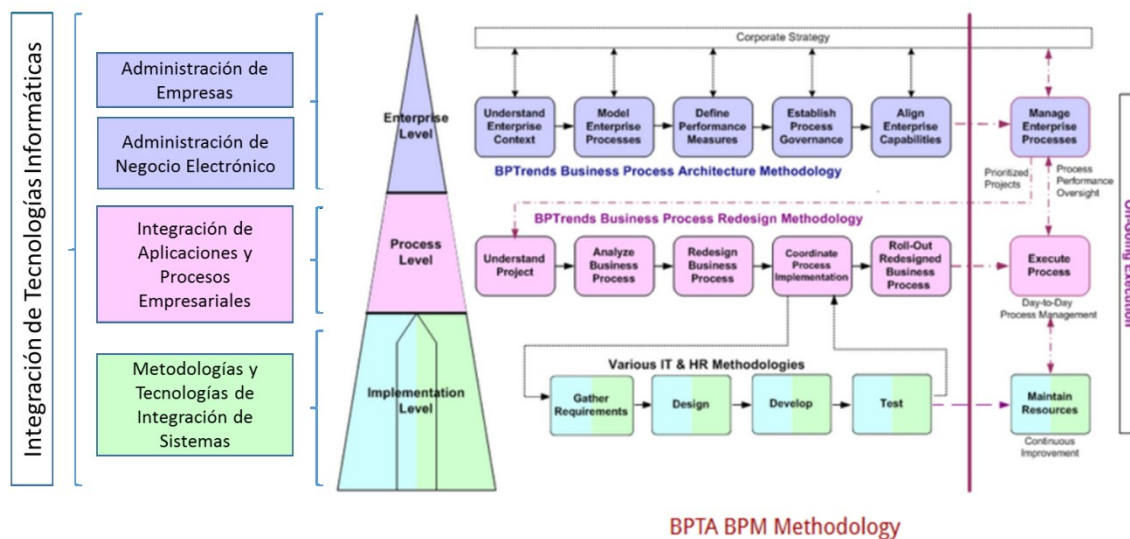 Integración de Tecnologías Informáticas
Administración de
Empresas
Administración de
Negocio Electrónico
Integración de
Aplicaciones y
Procesos
Empresariales
Metodologías y
Tecnologías de
Integración de
Sistemas
Enterprise
Level
Process
Level
Implementation
Level
Corporate Strategy
Understand
Enterprise
Context
Model
Enterprise
Processes
Define
Performance
Measures
Establish
Process
Governance
Align
Enterprise
Capabilities
Manage
Enterprise
Processes
BPTrends Business Process Architecture Methodology
Prioritized
Projects
Process
Performance
Oversight
BPTrends Business Process Redesign Methodology
Understand
Project
Analyze
Business
Process
Redesign
Business
Process
Coordinate
Process
Implementation
Roll-Out
Redesigned
Business
Process
Execute
Process
Day-to-Day
Process Management
Various IT & HR Methodologies
Gather
Requirements
Design
Develop
Test
Maintain
Resources
Continuous
Improvement
On-Going Execution
BPTA BPM Methodology